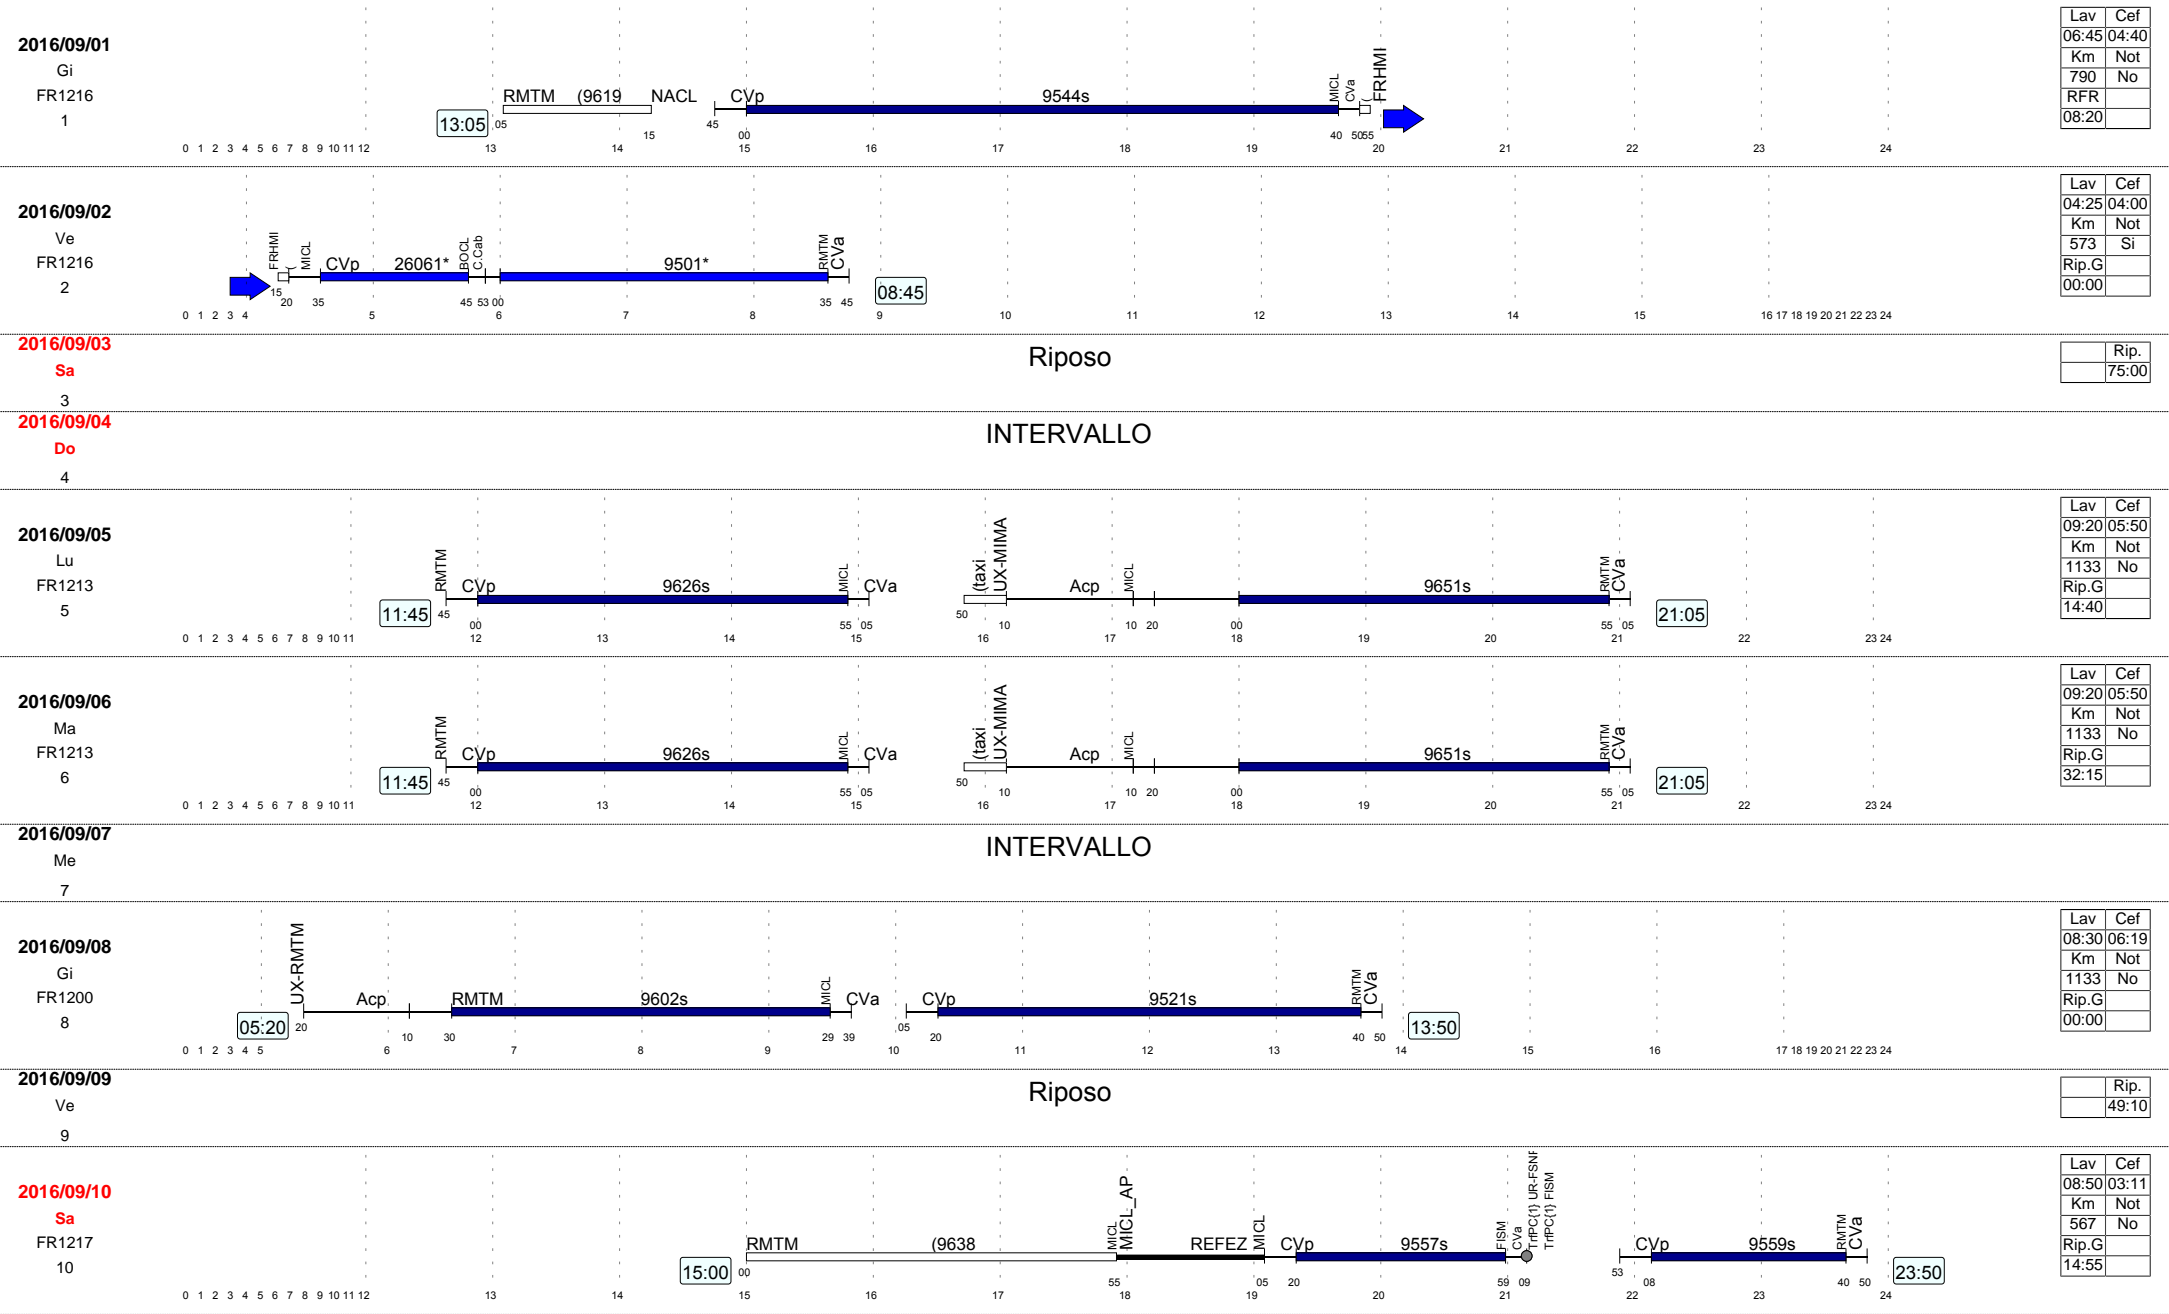 2016/09/01
Gi
FR1216
1
13:05
RMTM (9619 NACL CVp 9544s MICL CVa ( FRHMI
05 15 45 00 40 50 55
0 1 2 3 4 5 6 7 8 9 10 11 12 13 14 15 16 17 18 19 20 21 22 23 24
Lav Cef
06:45 04:40
Km Not
790 No
RFR
08:20
2016/09/02
Ve
FR1216
2
FRHMI ( MICL CVp 26061* BOCL C.Cab 9501* RMTM CVa
15 20 35 45 53 00 35 45
08:45
0 1 2 3 4 5 6 7 8 9 10 11 12 13 14 15 16 17 18 19 20 21 22 23 24
Lav Cef
04:25 04:00
Km Not
573 Si
Rip.G
00:00
2016/09/03
Sa
3
Riposo
Rip.
75:00
2016/09/04
Do
4
INTERVALLO
2016/09/05
Lu
FR1213
5
11:45
RMTM CVp 9626s MICL CVa (taxi UX-MIMA Acp MICL 9651s RMTM CVa
45 00 55 05 50 10 10 20 00 55 05
21:05
0 1 2 3 4 5 6 7 8 9 10 11 12 13 14 15 16 17 18 19 20 21 22 23 24
Lav Cef
09:20 05:50
Km Not
1133 No
Rip.G
14:40
2016/09/06
Ma
FR1213
6
11:45
RMTM CVp 9626s MICL CVa (taxi UX-MIMA Acp MICL 9651s RMTM CVa
45 00 55 05 50 10 10 20 00 55 05
21:05
0 1 2 3 4 5 6 7 8 9 10 11 12 13 14 15 16 17 18 19 20 21 22 23 24
Lav Cef
09:20 05:50
Km Not
1133 No
Rip.G
32:15
2016/09/07
Me
7
INTERVALLO
2016/09/08
Gi
FR1200
8
05:20
UX-RMTM Acp RMTM 9602s MICL CVa CVp 9521s RMTM CVa
20 10 30 29 39 05 20 40 50
13:50
0 1 2 3 4 5 6 7 8 9 10 11 12 13 14 15 16 17 18 19 20 21 22 23 24
Lav Cef
08:30 06:19
Km Not
1133 No
Rip.G
00:00
2016/09/09
Ve
9
Riposo
Rip.
49:10
2016/09/10
Sa
FR1217
10
15:00
RMTM (9638 MICL MICL_AP REFEZ MICL CVp 9557s FISM CVa TrfPC{1} UR-FSNF TrfPC{1} FISM CVp 9559s RMTM CVa
00 55 05 20 59 09 53 08 40 50
23:50
0 1 2 3 4 5 6 7 8 9 10 11 12 13 14 15 16 17 18 19 20 21 22 23 24
Lav Cef
08:50 03:11
Km Not
567 No
Rip.G
14:55